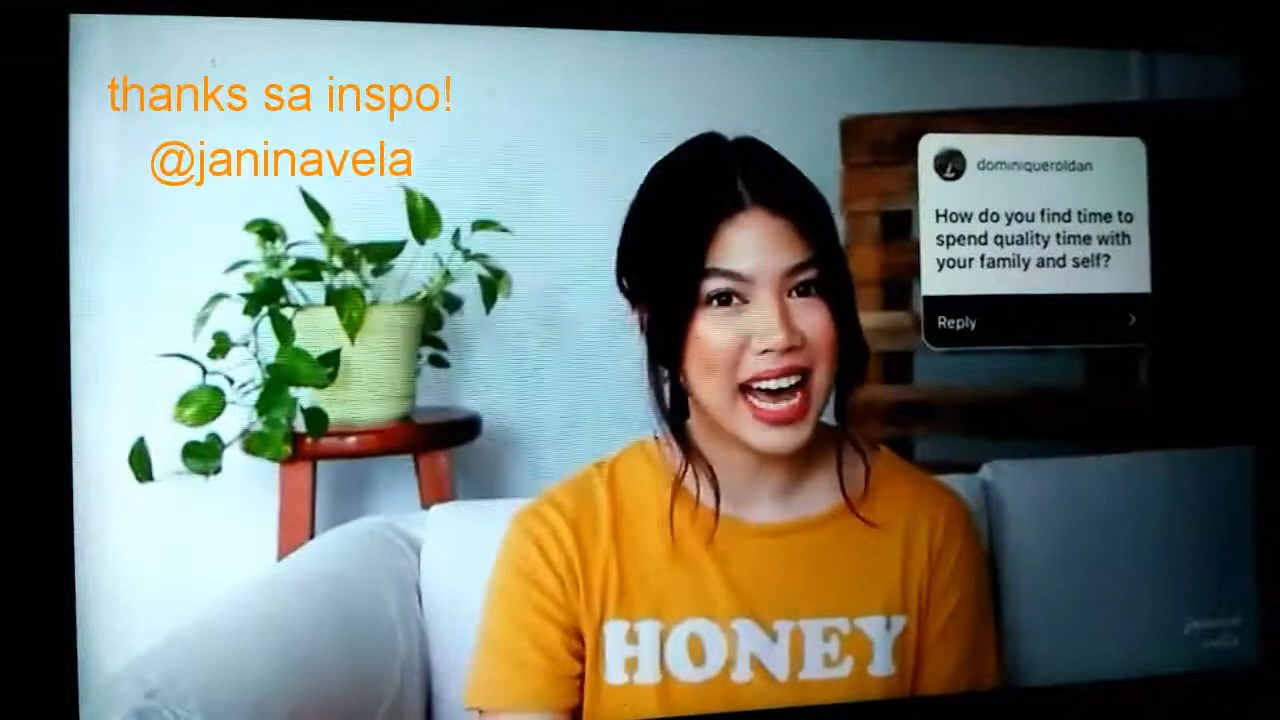 thanks sa inspo!
@janinavela
dominiqueroldan
How do you find time to
spend quality time with
your family and self?
Reply
HONEY